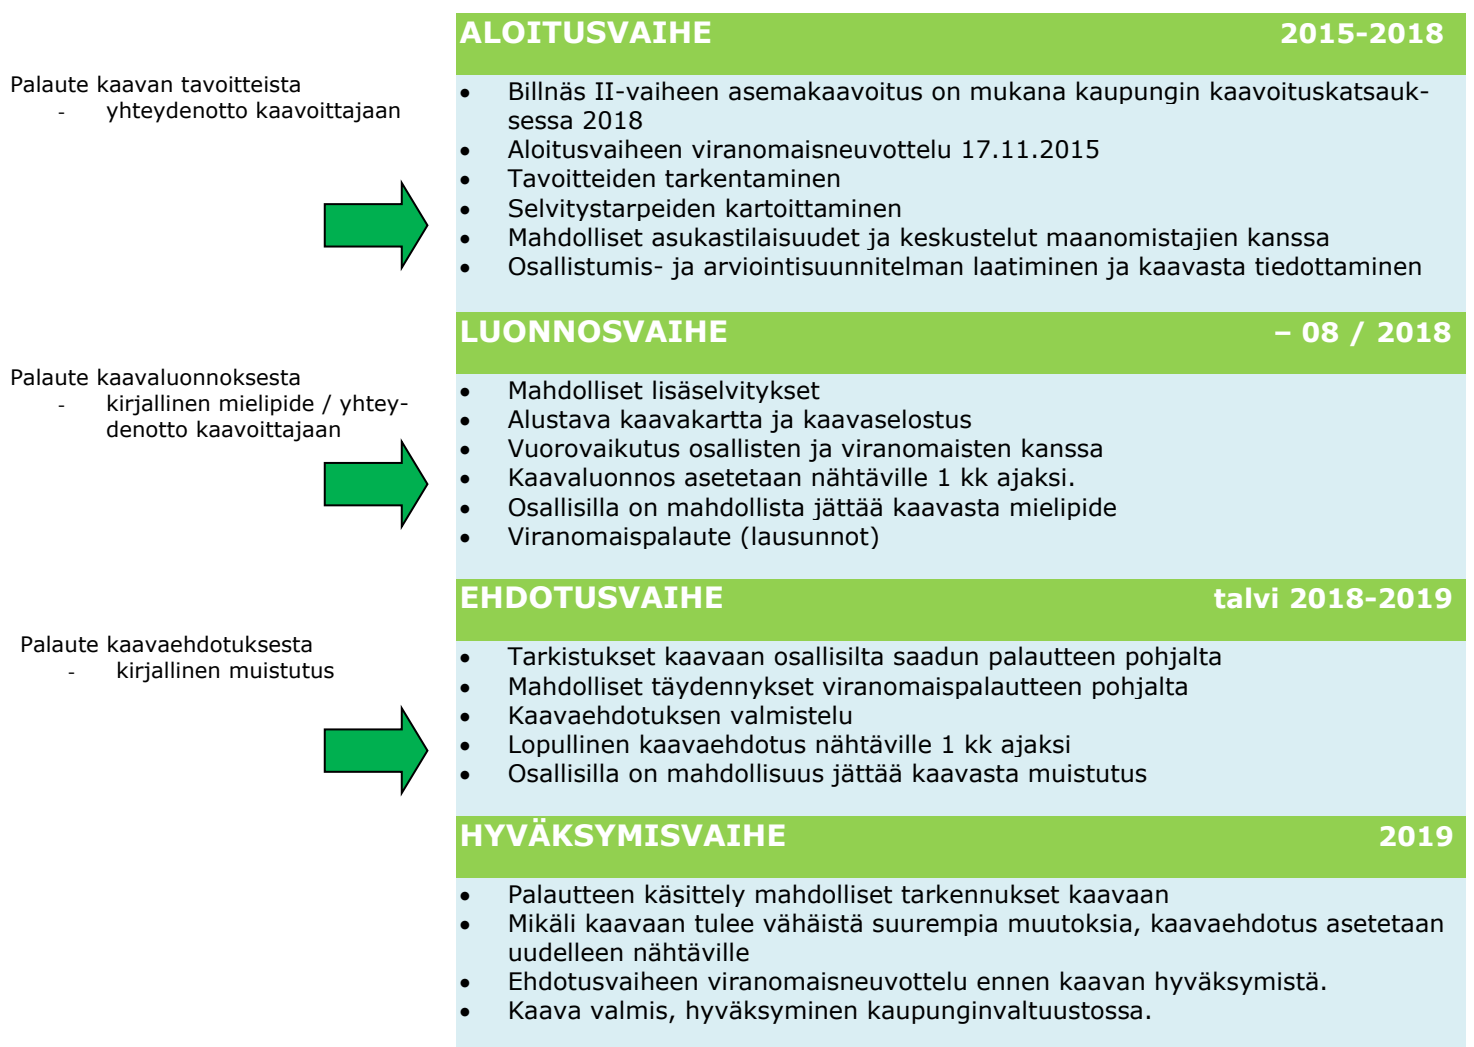 ALOITUSVAIHE 2015-2018
Palaute kaavan tavoitteista
- yhteydenotto kaavoittajaan
• Billnäs II-vaiheen asemakaavoitus on mukana kaupungin kaavoituskatsauk-
sessa 2018
• Aloitusvaiheen viranomaisneuvottelu 17.11.2015
• Tavoitteiden tarkentaminen
• Selvitystarpeiden kartoittaminen
• Mahdolliset asukastilaisuudet ja keskustelut maanomistajien kanssa
• Osallistumis- ja arviointisuunnitelman laatiminen ja kaavasta tiedottaminen
LUONNOSVAIHE – 08 / 2018
Palaute kaavaluonnoksesta
- kirjallinen mielipide / yhtey-
denotto kaavoittajaan
• Mahdolliset lisäselvitykset
• Alustava kaavakartta ja kaavaselostus
• Vuorovaikutus osallisten ja viranomaisten kanssa
• Kaavaluonnos asetetaan nähtäville 1 kk ajaksi.
• Osallisilla on mahdollista jättää kaavasta mielipide
• Viranomaispalaute (lausunnot)
EHDOTUSVAIHE talvi 2018-2019
Palaute kaavaehdotuksesta
- kirjallinen muistutus
• Tarkistukset kaavaan osallisilta saadun palautteen pohjalta
• Mahdolliset täydennykset viranomaispalautteen pohjalta
• Kaavaehdotuksen valmistelu
• Lopullinen kaavaehdotus nähtäville 1 kk ajaksi
• Osallisilla on mahdollisuus jättää kaavasta muistutus
HYVÄKSYMISVAIHE 2019
• Palautteen käsittely mahdolliset tarkennukset kaavaan
• Mikäli kaavaan tulee vähäistä suurempia muutoksia, kaavaehdotus asetetaan
uudelleen nähtäville
• Ehdotusvaiheen viranomaisneuvottelu ennen kaavan hyväksymistä.
• Kaava valmis, hyväksyminen kaupunginvaltuustossa.